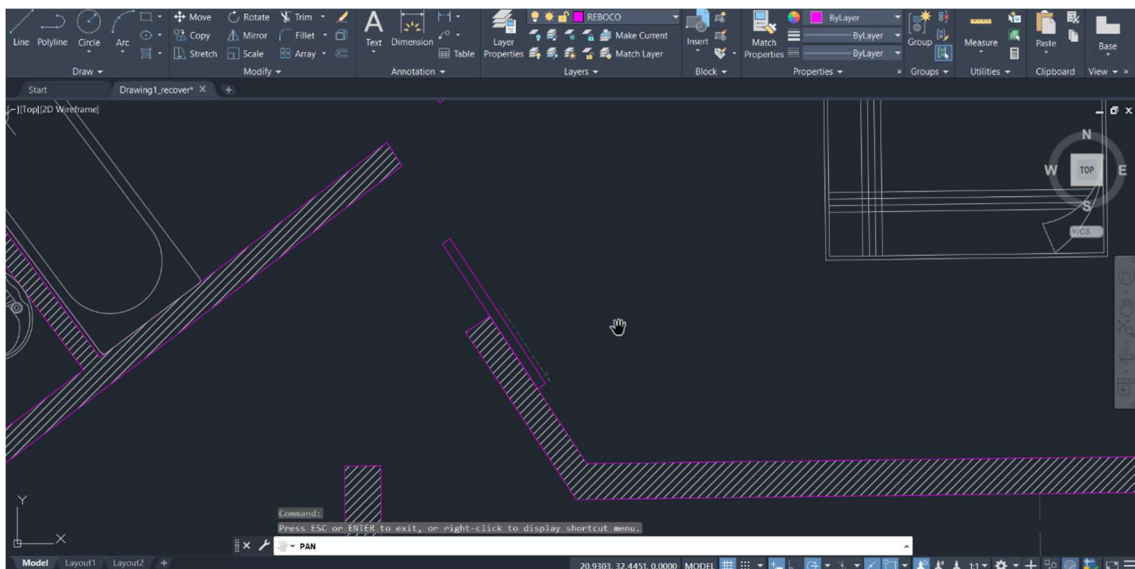 Move Rotate Trim REBOCO ByLayer
Line Polyline Circle Arc Copy Mirror Fillet Text Dimension Layer Properties Make Current Insert Match Properties ByLayer Group Measure Paste Base
Stretch Scale Array Table Match Layer ByLayer
Draw Modify Annotation Layers Block Properties Groups Utilities Clipboard View
Start Drawing1_recover* X +
[-][Top][2D Wireframe]
N
W TOP E
S
WCS
Y
X
Command:
Press ESC or ENTER to exit, or right-click to display shortcut menu.
PAN
Model Layout1 Layout2 + 20.9303, 32.4451, 0.0000 MODEL 1:1